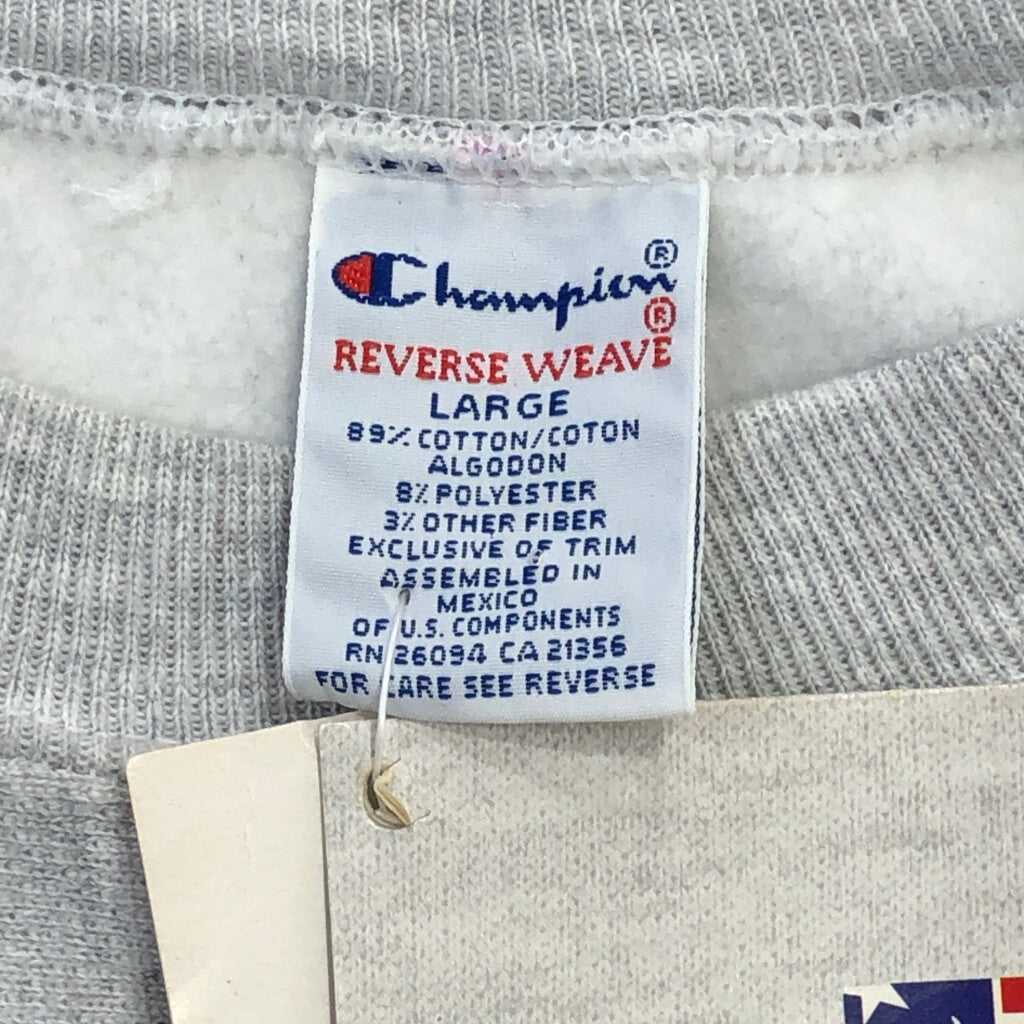 Champion®
REVERSE WEAVE®
LARGE
89% COTTON/COTON
ALGODON
8% POLYESTER
3% OTHER FIBER
EXCLUSIVE OF TRIM
ASSEMBLED IN
MEXICO
OF U.S. COMPONENTS
RN 26094 CA 21356
FOR CARE SEE REVERSE